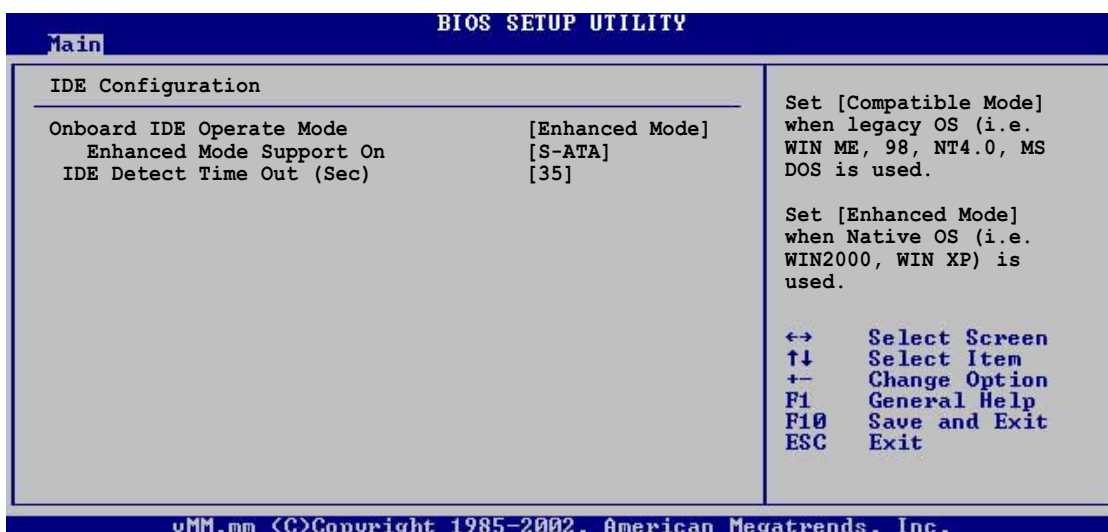 BIOS SETUP UTILITY
Main
IDE Configuration
Onboard IDE Operate Mode [Enhanced Mode]
Enhanced Mode Support On [S-ATA]
IDE Detect Time Out (Sec) [35]
Set [Compatible Mode]
when legacy OS (i.e.
WIN ME, 98, NT4.0, MS
DOS is used.
Set [Enhanced Mode]
when Native OS (i.e.
WIN2000, WIN XP) is
used.
←→ Select Screen
↑↓ Select Item
+- Change Option
F1 General Help
F10 Save and Exit
ESC Exit
vMM.mm (C)Copyright 1985-2002, American Megatrends, Inc.